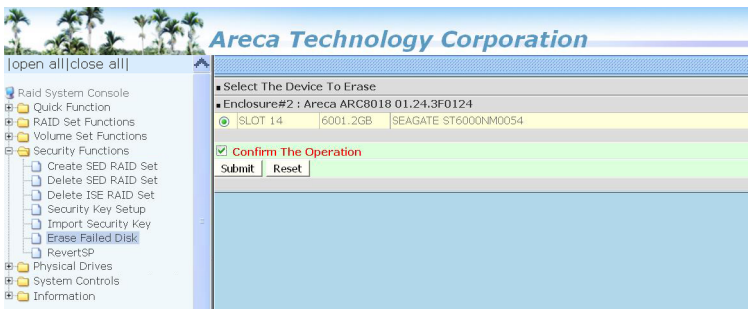 Areca Technology Corporation
|open all|close all|
Raid System Console
Quick Function
RAID Set Functions
Volume Set Functions
Security Functions
Create SED RAID Set
Delete SED RAID Set
Delete ISE RAID Set
Security Key Setup
Import Security Key
Erase Failed Disk
RevertSP
Physical Drives
System Controls
Information
Select The Device To Erase
Enclosure#2 : Areca ARC8018 01.24.3F0124
SLOT 14 6001.2GB SEAGATE ST6000NM0054
Confirm The Operation
Submit Reset